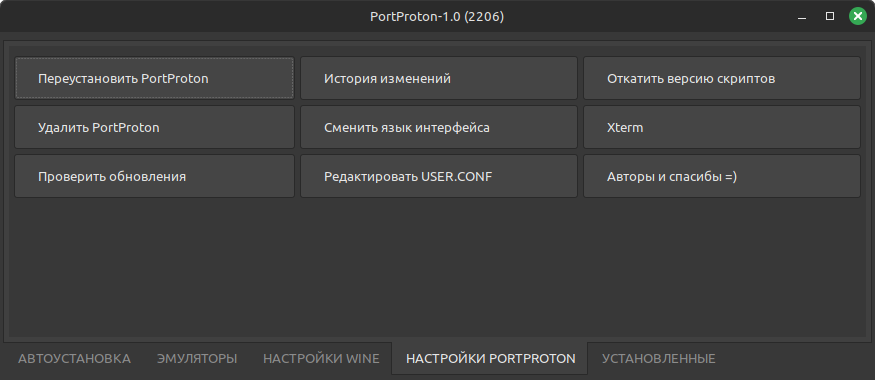 PortProton-1.0 (2206)
Переустановить PortProton
История изменений
Откатить версию скриптов
Удалить PortProton
Сменить язык интерфейса
Xterm
Проверить обновления
Редактировать USER.CONF
Авторы и спасибы =)
АВТОУСТАНОВКА
ЭМУЛЯТОРЫ
НАСТРОЙКИ WINE
НАСТРОЙКИ PORTPROTON
УСТАНОВЛЕННЫЕ